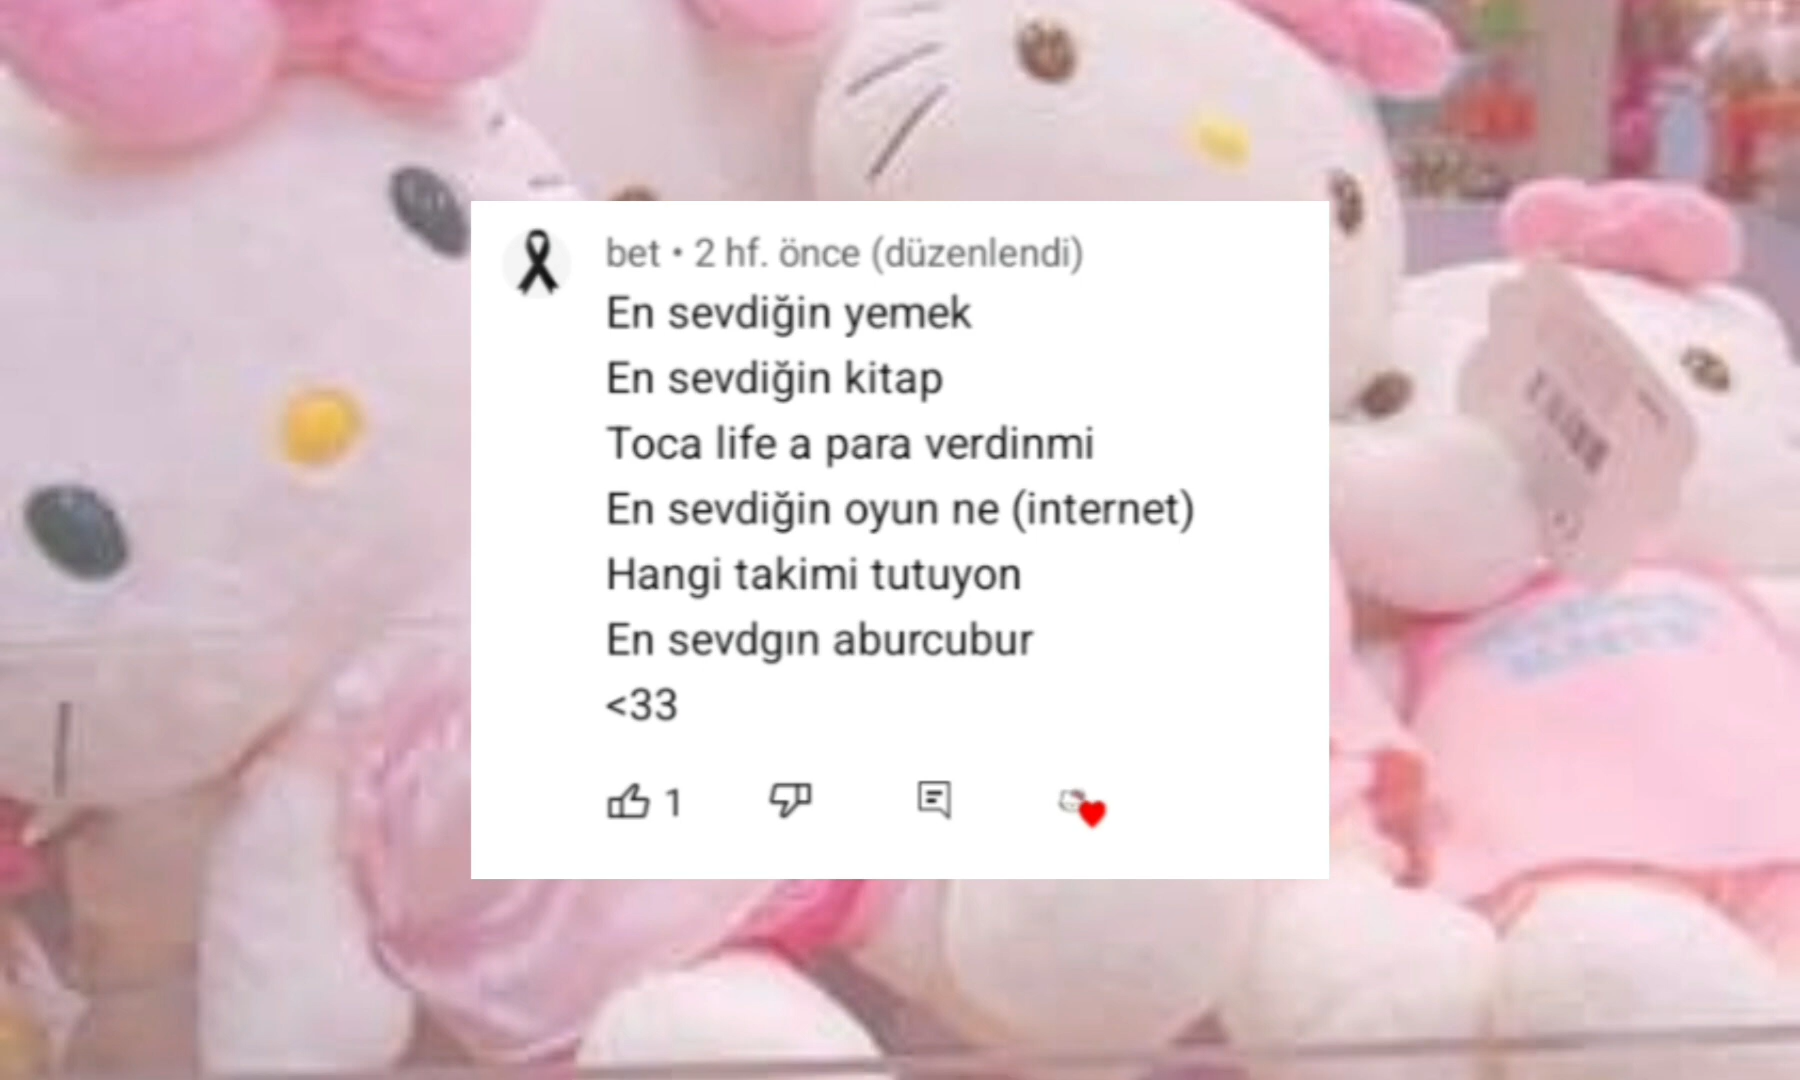 bet • 2 hf. önce (düzenlendi)
En sevdiğin yemek
En sevdiğin kitap
Toca life a para verdinmi
En sevdiğin oyun ne (internet)
Hangi takimi tutuyon
En sevdgın aburcubur
<33
1